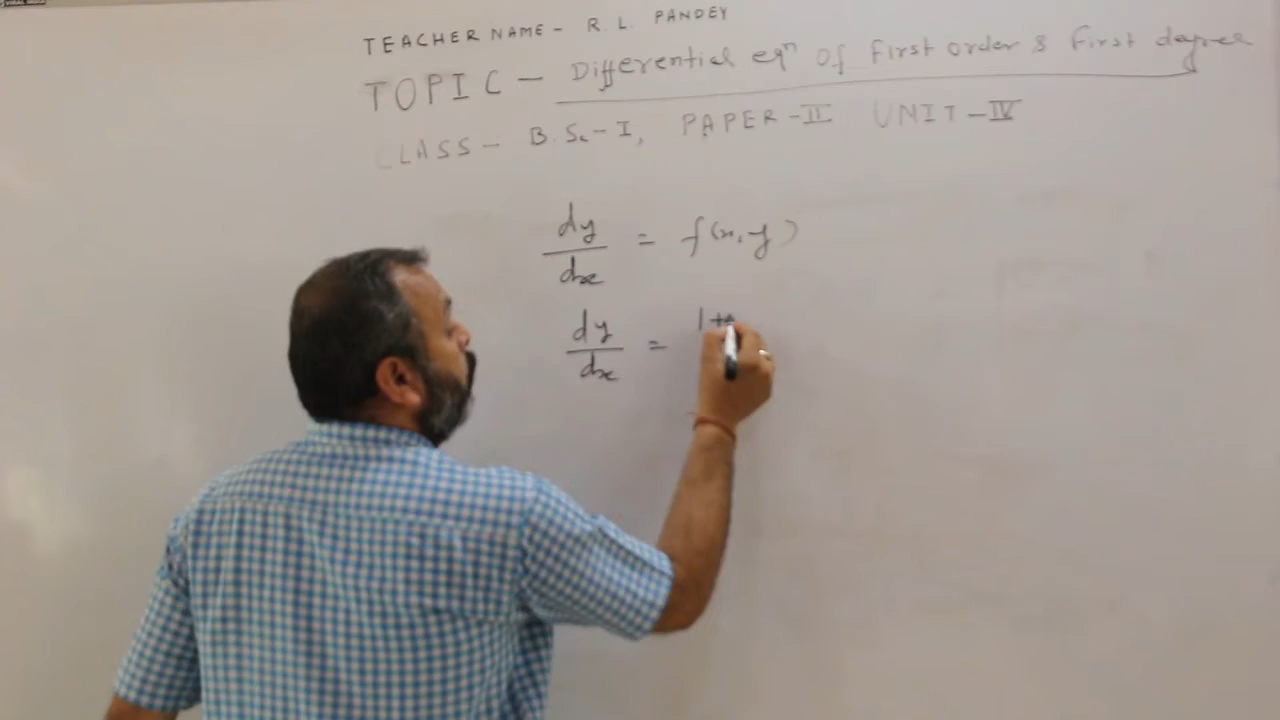 TEACHER NAME - R. L. PANDEY
TOPIC - Differential eqⁿ of first order & first degree
CLASS - B. Sc - I, PAPER - II UNIT - IV
dy/dx = f(x, y)
dy/dx = 1+